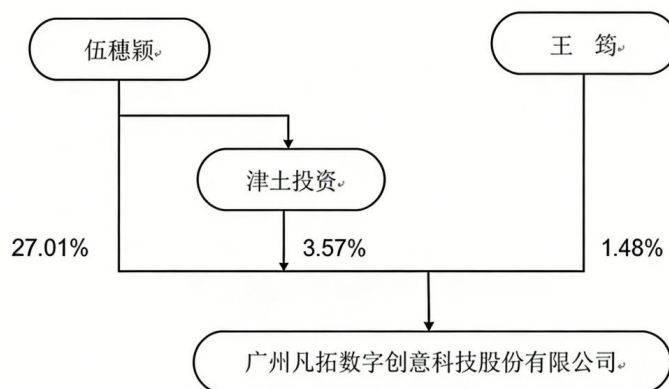 伍穗颖
王　筠
津土投资
27.01%
3.57%
1.48%
广州凡拓数字创意科技股份有限公司